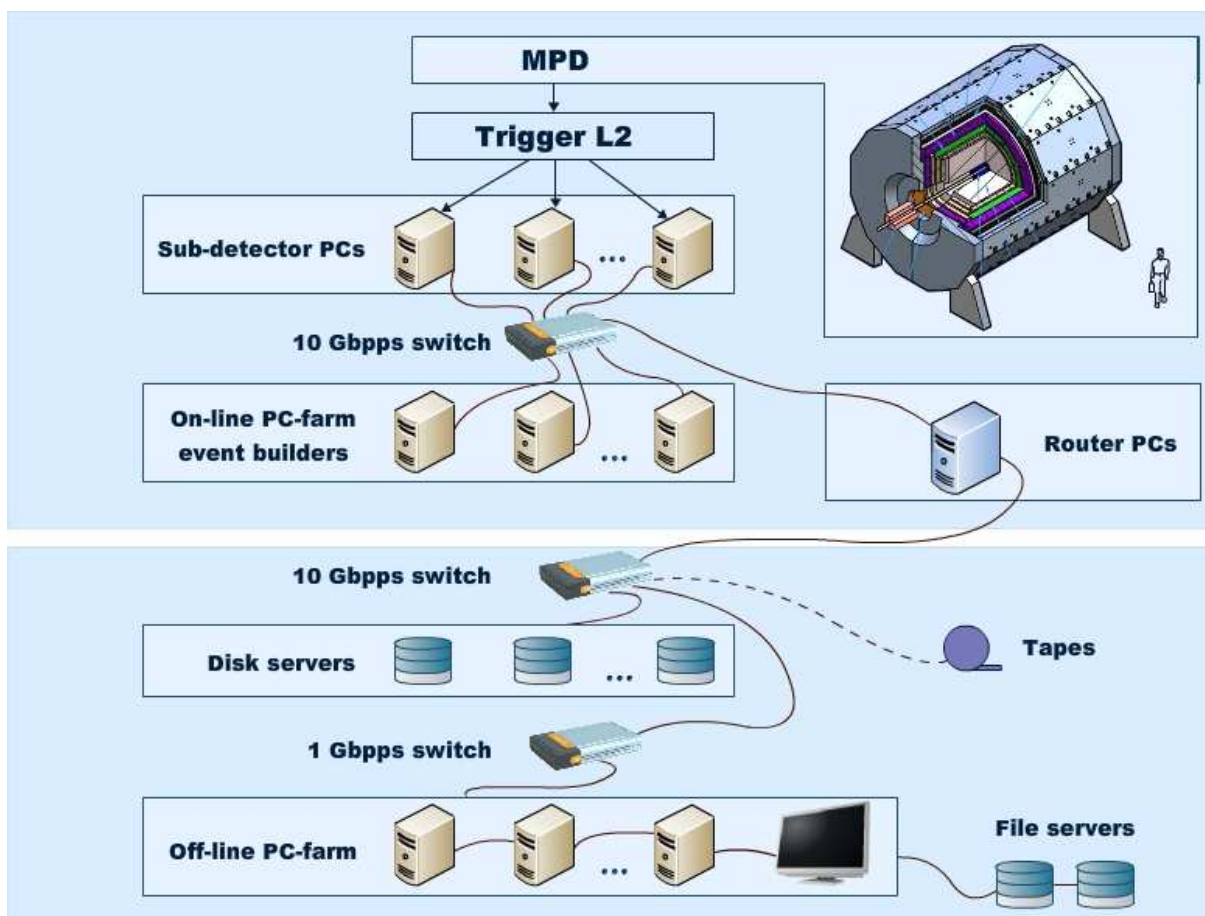 MPD
Trigger L2
Sub-detector PCs
...
10 Gbpps switch
On-line PC-farm
event builders
...
Router PCs
10 Gbpps switch
Disk servers
...
Tapes
1 Gbpps switch
Off-line PC-farm
...
File servers